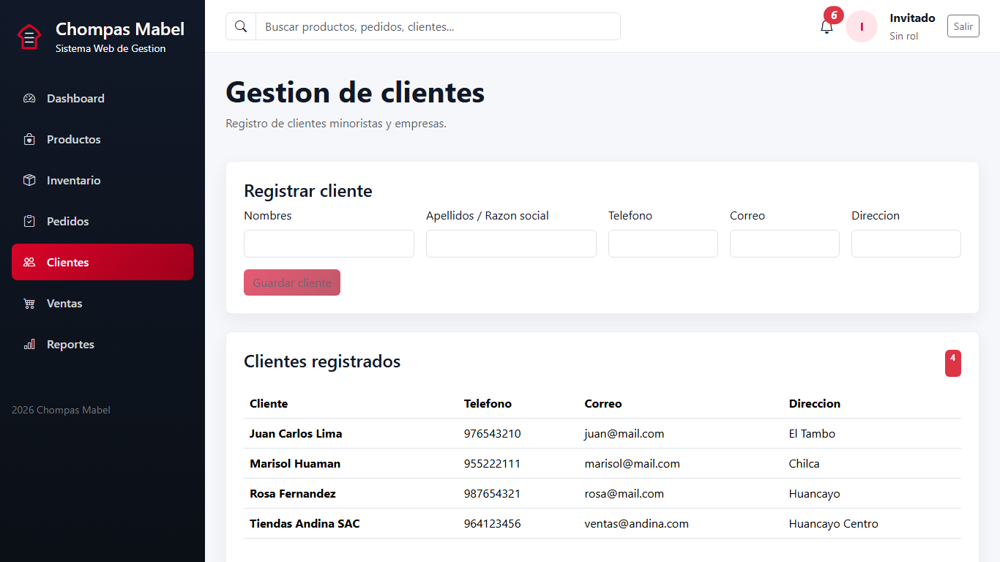 Chompas Mabel
Sistema Web de Gestion
Dashboard
Productos
Inventario
Pedidos
Clientes
Ventas
Reportes
2026 Chompas Mabel
Buscar productos, pedidos, clientes...
6
I
Invitado
Sin rol
Salir
Gestion de clientes
Registro de clientes minoristas y empresas.
Registrar cliente
Nombres Apellidos / Razon social Telefono Correo Direccion
Guardar cliente
Clientes registrados 4
Cliente Telefono Correo Direccion
Juan Carlos Lima 976543210 juan@mail.com El Tambo
Marisol Huaman 955222111 marisol@mail.com Chilca
Rosa Fernandez 987654321 rosa@mail.com Huancayo
Tiendas Andina SAC 964123456 ventas@andina.com Huancayo Centro